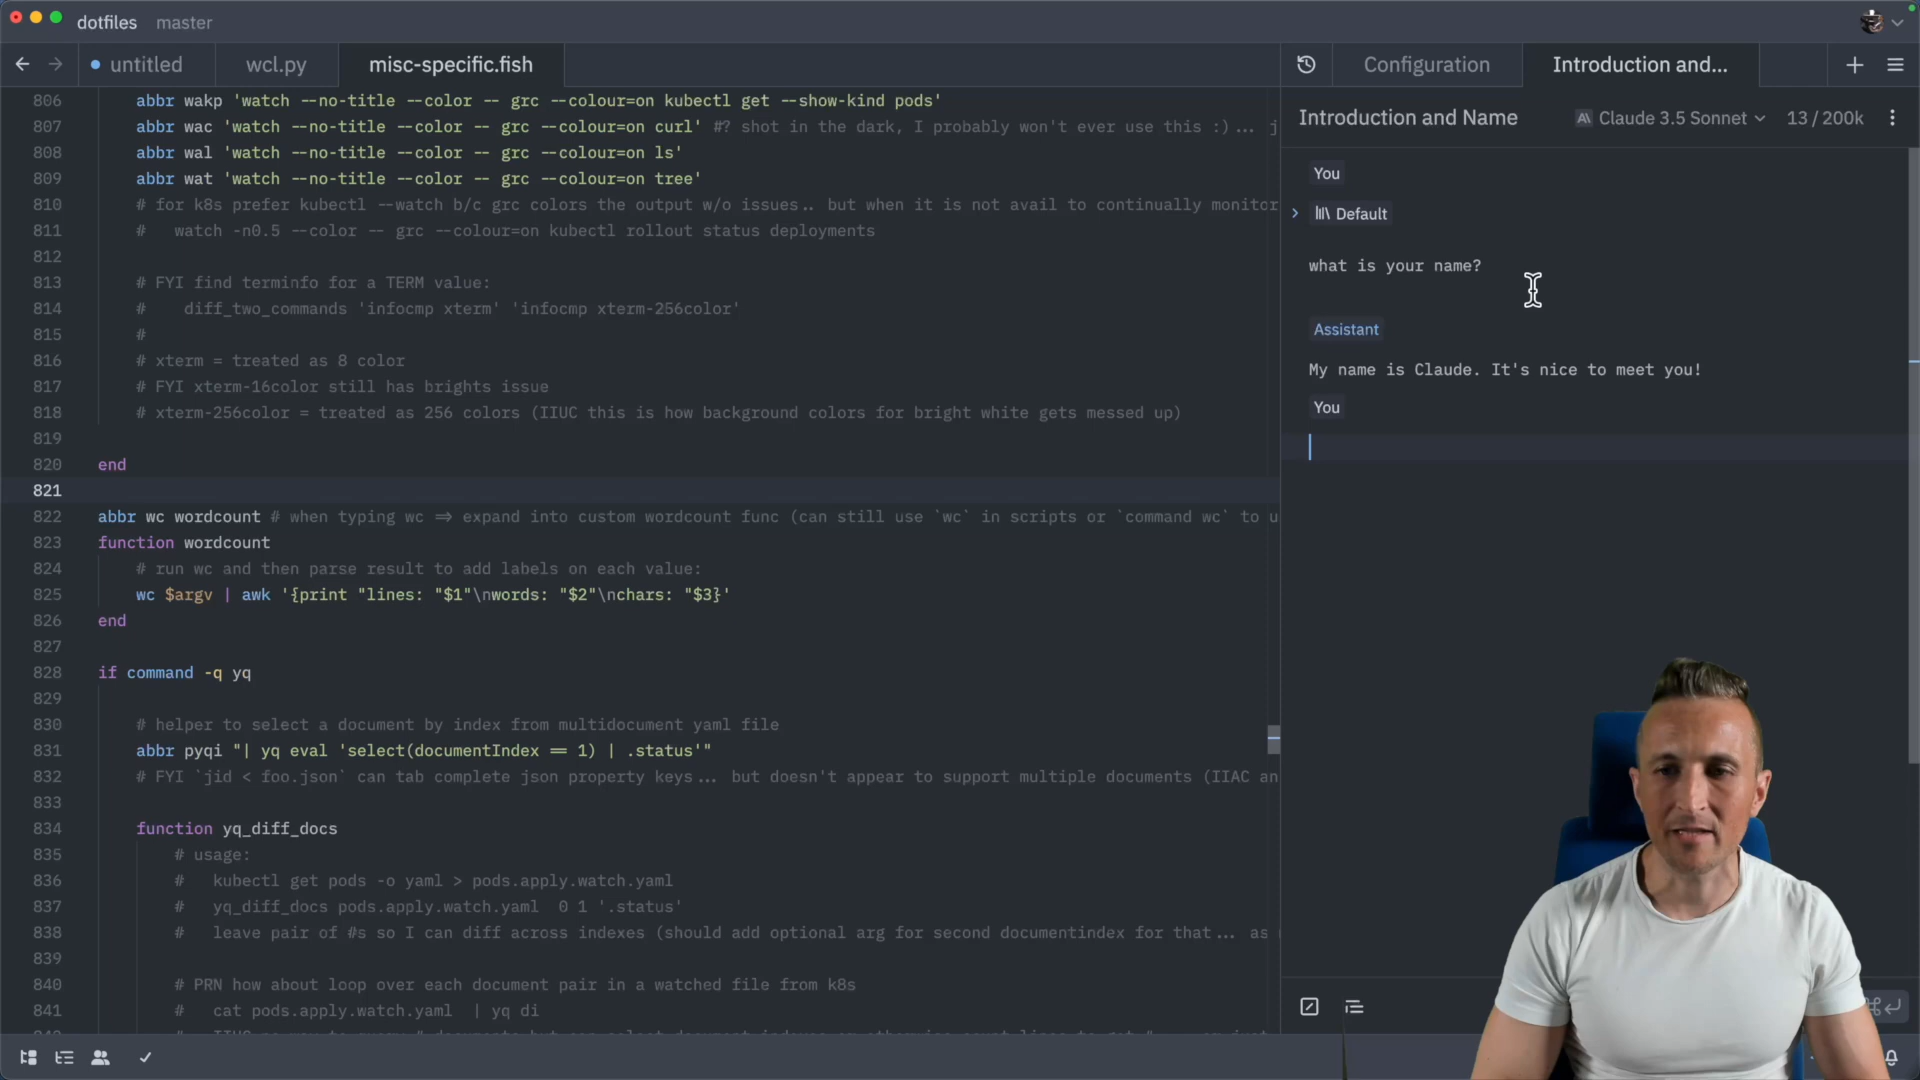 dotfiles master
untitled
wcl.py
misc-specific.fish
Configuration
Introduction and...
806 abbr wakp 'watch --no-title --color -- grc --colour=on kubectl get --show-kind pods'
807 abbr wac 'watch --no-title --color -- grc --colour=on curl' #? shot in the dark, I probably won't ever use this :)... j
808 abbr wal 'watch --no-title --color -- grc --colour=on ls'
809 abbr wat 'watch --no-title --color -- grc --colour=on tree'
810 # for k8s prefer kubectl --watch b/c grc colors the output w/o issues.. but when it is not avail to continually monitor
811 #   watch -n0.5 --color -- grc --colour=on kubectl rollout status deployments
812
813 # FYI find terminfo for a TERM value:
814 #    diff_two_commands 'infocmp xterm' 'infocmp xterm-256color'
815 #
816 # xterm = treated as 8 color
817 # FYI xterm-16color still has brights issue
818 # xterm-256color = treated as 256 colors (IIUC this is how background colors for bright white gets messed up)
819
820 end
821
822 abbr wc wordcount # when typing wc => expand into custom wordcount func (can still use `wc` in scripts or `command wc` to u
823 function wordcount
824 # run wc and then parse result to add labels on each value:
825 wc $argv | awk '{print "lines: "$1"\nwords: "$2"\nchars: "$3}'
826 end
827
828 if command -q yq
829
830 # helper to select a document by index from multidocument yaml file
831 abbr pyqi "| yq eval 'select(documentIndex == 1) | .status'"
832 # FYI `jid < foo.json` can tab complete json property keys... but doesn't appear to support multiple documents (IIAC an
833
834 function yq_diff_docs
835 # usage:
836 #   kubectl get pods -o yaml > pods.apply.watch.yaml
837 #   yq_diff_docs pods.apply.watch.yaml  0 1 '.status'
838 #   leave pair of #s so I can diff across indexes (should add optional arg for second documentindex for that... as
839
840 # PRN how about loop over each document pair in a watched file from k8s
841 #   cat pods.apply.watch.yaml  | yq di
Introduction and Name
Claude 3.5 Sonnet
13 / 200k
You
Default
what is your name?
Assistant
My name is Claude. It's nice to meet you!
You